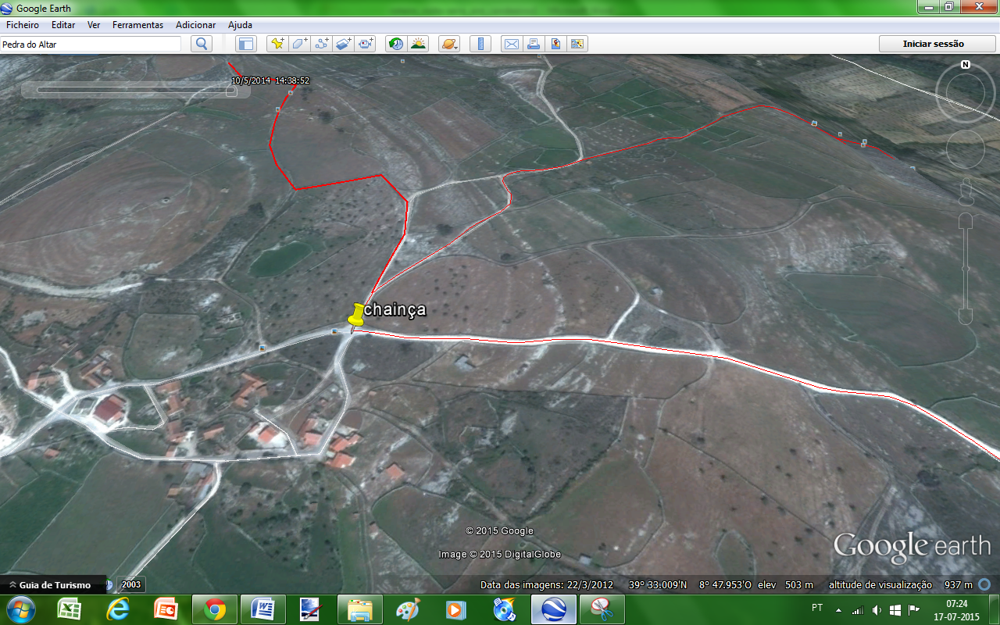 Google Earth
Ficheiro Editar Ver Ferramentas Adicionar Ajuda
Pedra do Altar
Iniciar sessão
N
10/5/2014 14:38:52
chainça
© 2015 Google
Image © 2015 DigitalGlobe
Google earth
Guia de Turismo
2003
Data das imagens: 22/3/2012 39° 33.009'N 8° 47.953'O elev 503 m altitude de visualização 937 m
PT
07:24
17-07-2015